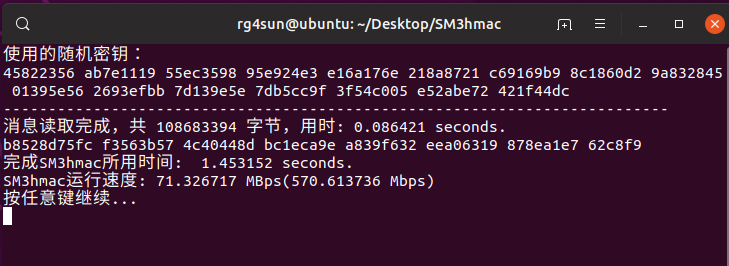 rg4sun@ubuntu: ~/Desktop/SM3hmac
使用的随机密钥：
45822356 ab7e1119 55ec3598 95e924e3 e16a176e 218a8721 c69169b9 8c1860d2 9a832845
01395e56 2693efbb 7d139e5e 7db5cc9f 3f54c005 e52abe72 421f44dc
--------------------------------------------------------------------------
消息读取完成，共 108683394 字节，用时: 0.086421 seconds.
b8528d75fc f3563b57 4c40448d bc1eca9e a839f632 eea06319 878ea1e7 62c8f9
完成SM3hmac所用时间:  1.453152 seconds.
SM3hmac运行速度: 71.326717 MBps(570.613736 Mbps)
按任意键继续...